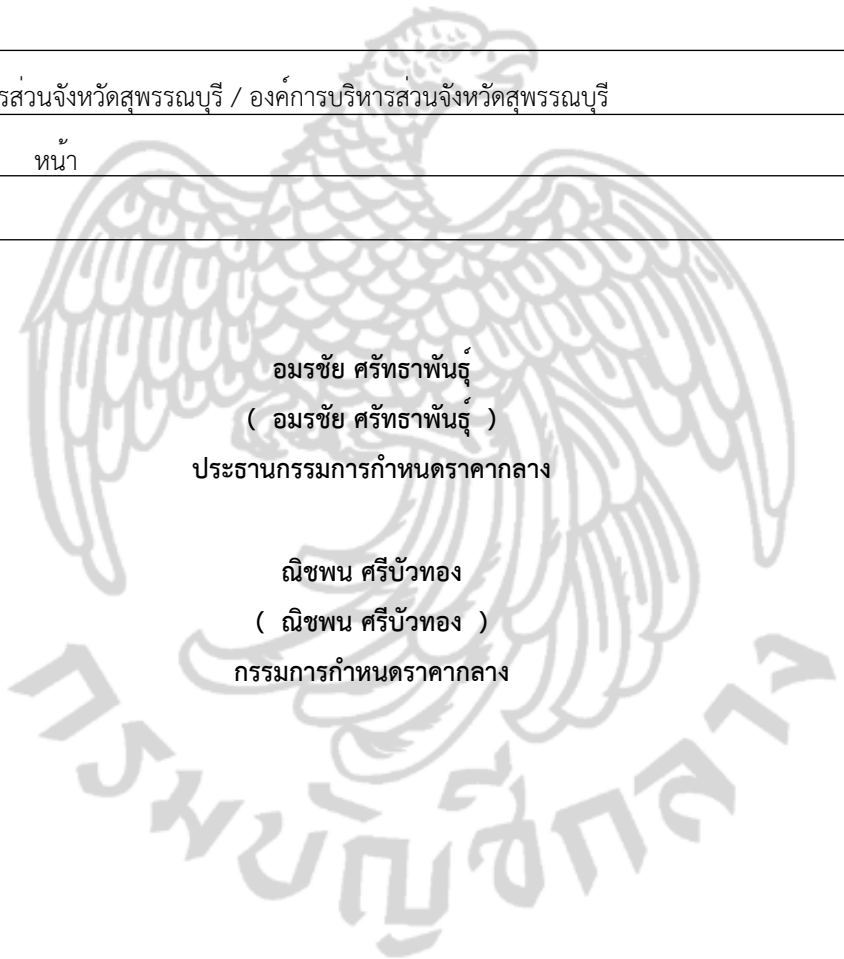 รส่วนจังหวัดสุพรรณบุรี / องค์การบริหารส่วนจังหวัดสุพรรณบุรี
หน้า
อมรชัย ศรัทธาพันธุ์
( อมรชัย ศรัทธาพันธุ์ )
ประธานกรรมการกำหนดราคากลาง
ณิชพน ศรีบัวทอง
( ณิชพน ศรีบัวทอง )
กรรมการกำหนดราคากลาง
กรมบัญชีกลาง